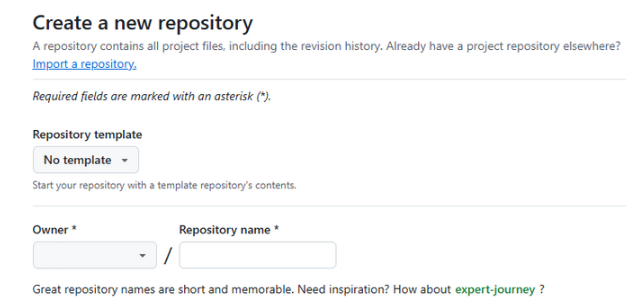 Create a new repository
A repository contains all project files, including the revision history. Already have a project repository elsewhere?
Import a repository.
Required fields are marked with an asterisk (*).
Repository template
No template
Start your repository with a template repository's contents.
Owner * Repository name *
/
Great repository names are short and memorable. Need inspiration? How about expert-journey ?